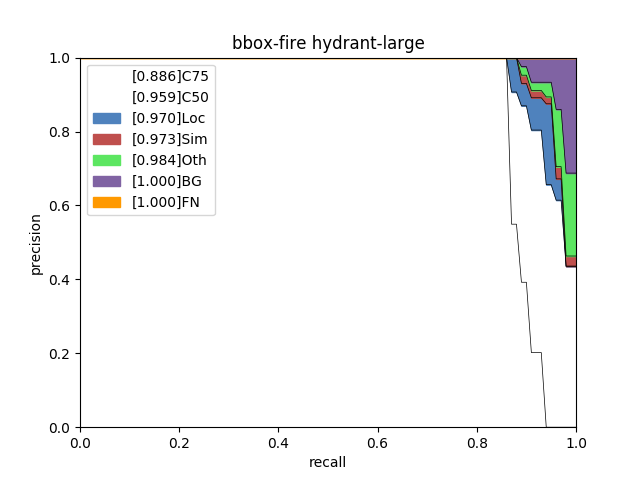 bbox-fire hydrant-large
1.0
0.8
0.6
0.4
0.2
0.0
precision
[0.886]C75
[0.959]C50
[0.970]Loc
[0.973]Sim
[0.984]Oth
[1.000]BG
[1.000]FN
0.0 0.2 0.4 0.6 0.8 1.0
recall